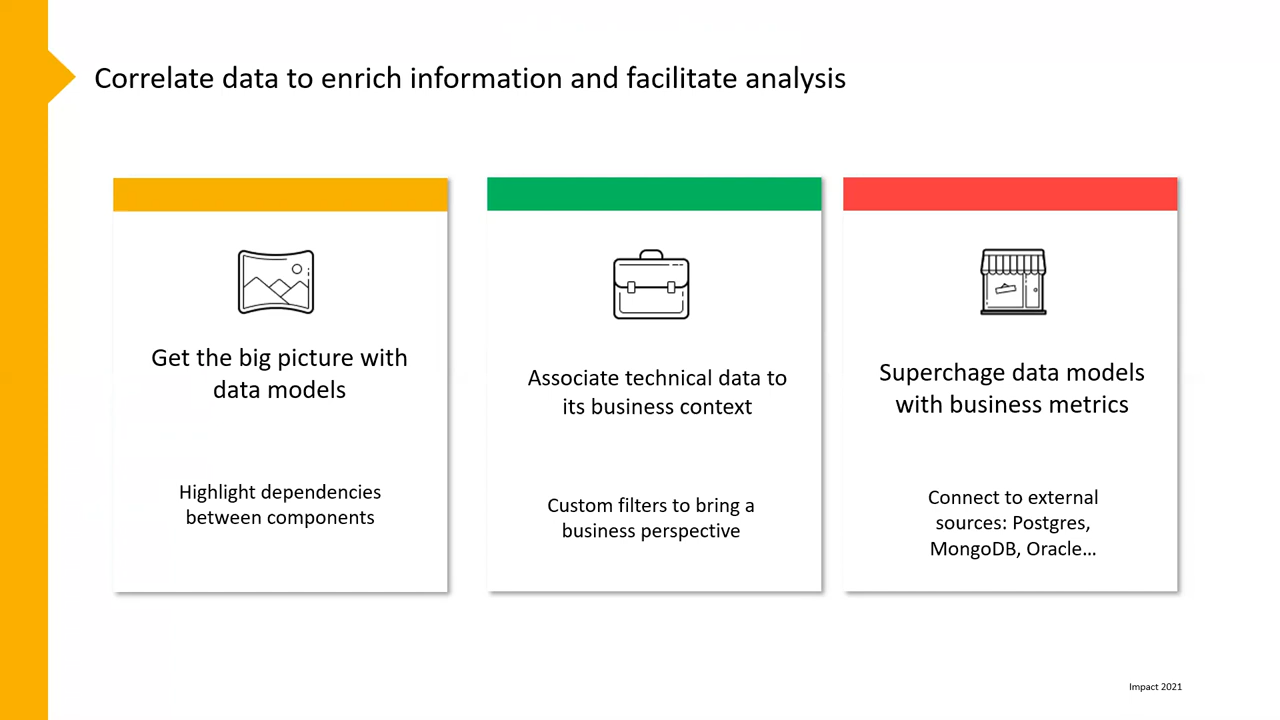 Correlate data to enrich information and facilitate analysis
Get the big picture with
data models
Highlight dependencies
between components
Associate technical data to
its business context
Custom filters to bring a
business perspective
Superchage data models
with business metrics
Connect to external
sources: Postgres,
MongoDB, Oracle…
Impact 2021